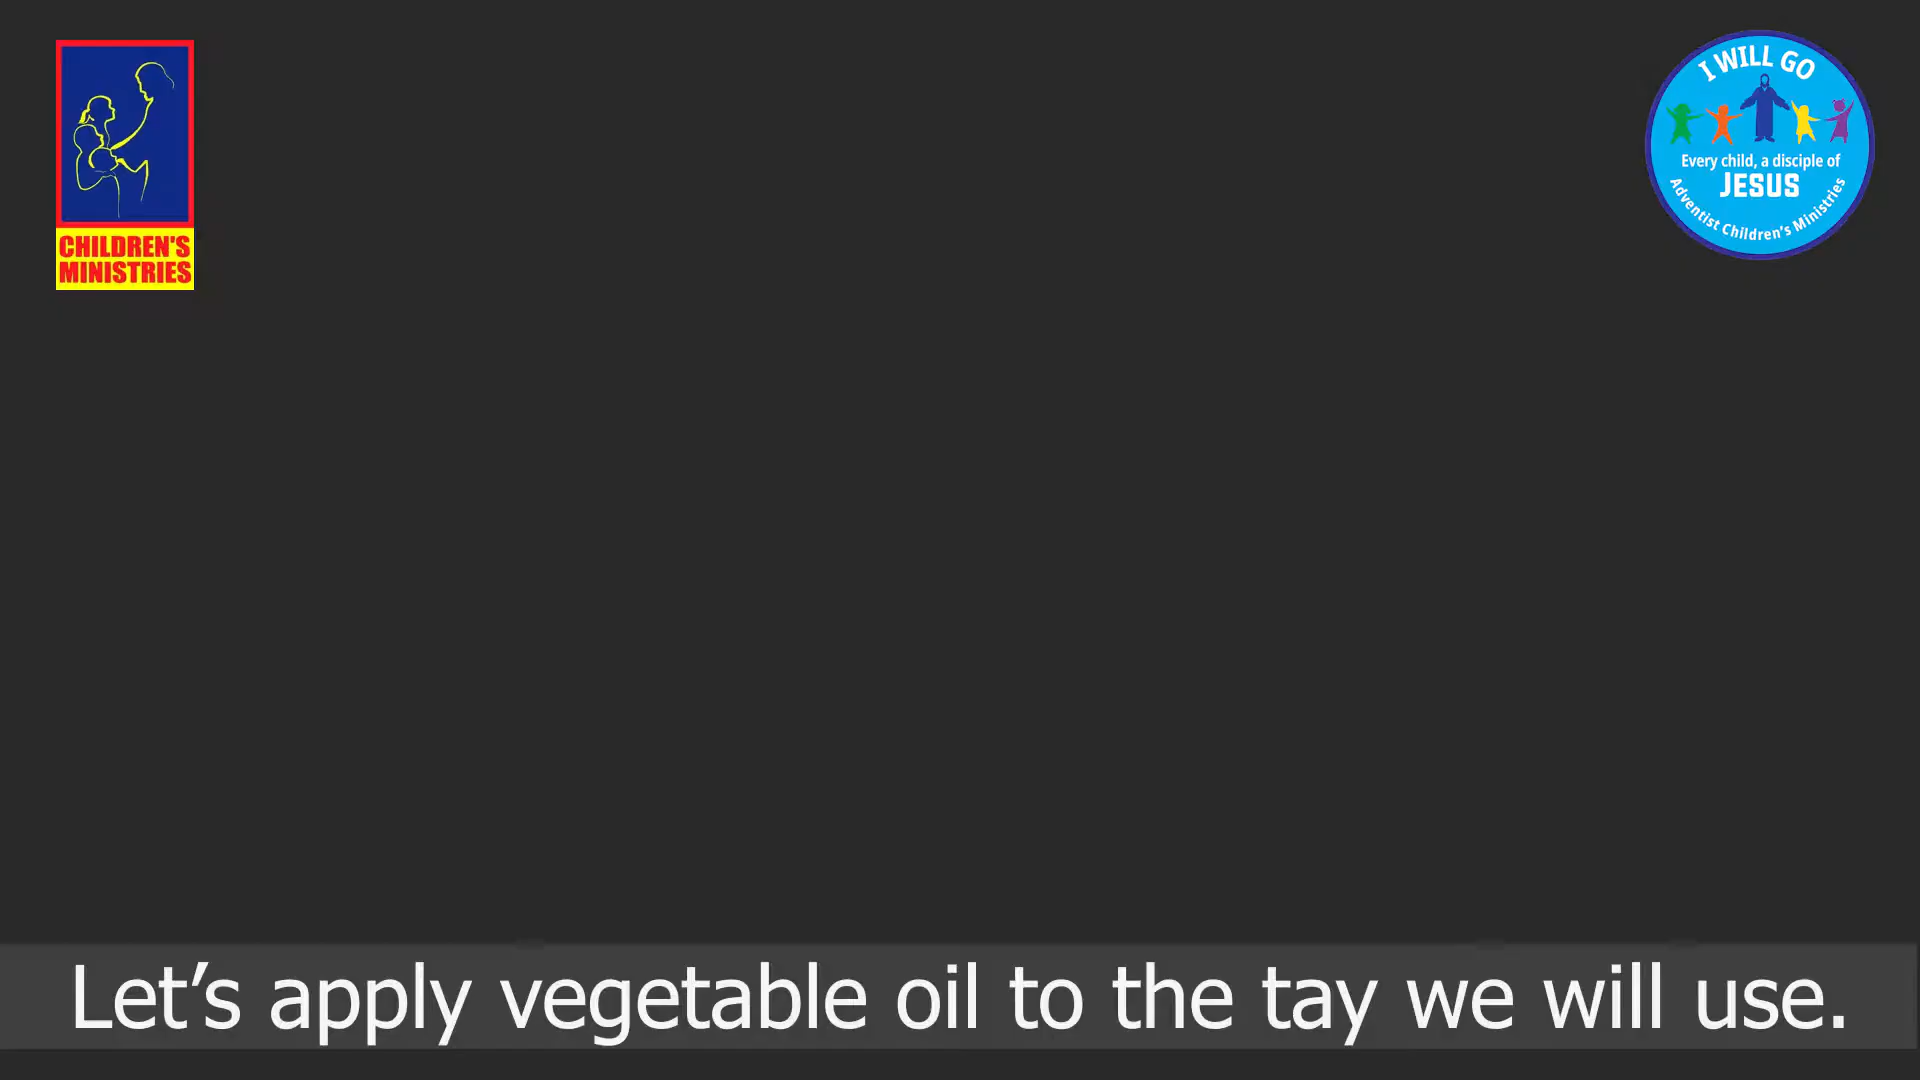 CHILDREN'S
MINISTRIES
I WILL GO
Every child, a disciple of
JESUS
Adventist Children's Ministries
Let’s apply vegetable oil to the tay we will use.